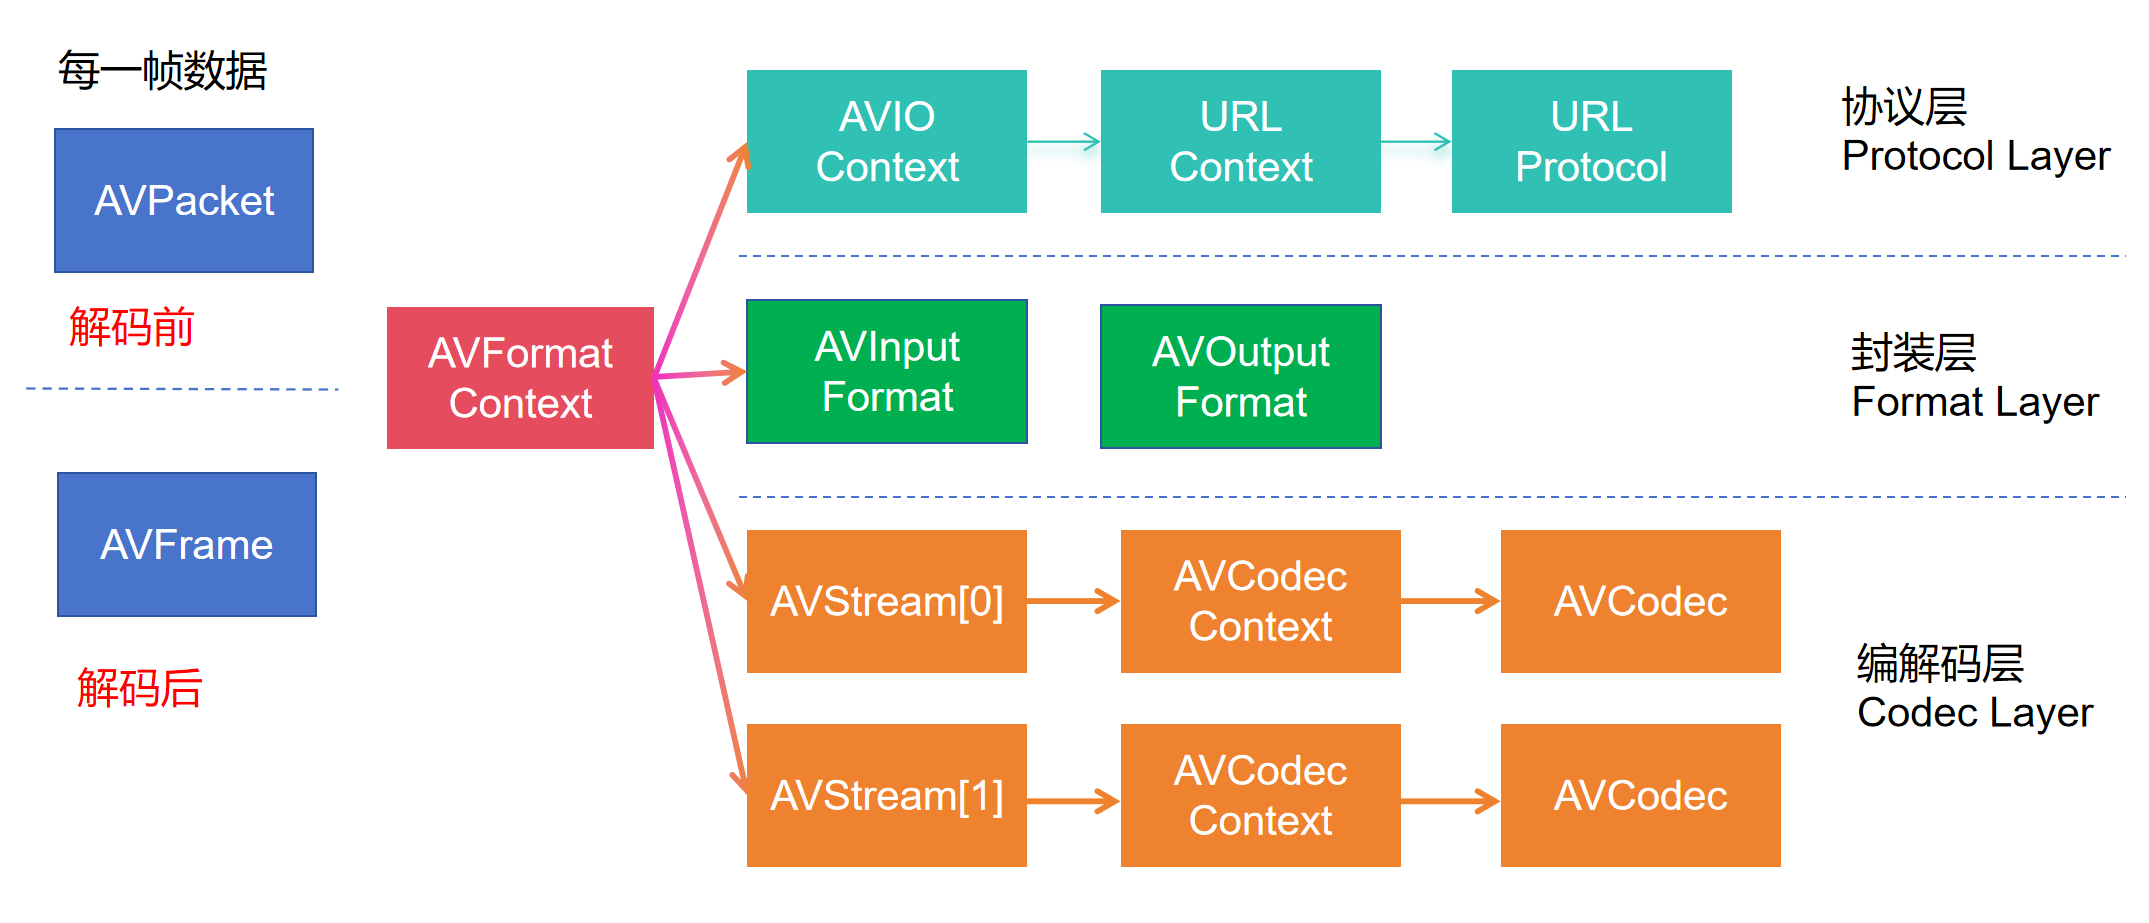 每一帧数据
AVPacket
解码前
AVFrame
解码后
AVFormat
Context
AVIO
Context
URL
Context
URL
Protocol
协议层
Protocol Layer
AVInput
Format
AVOutput
Format
封装层
Format Layer
AVStream[0]
AVCodec
Context
AVCodec
AVStream[1]
AVCodec
Context
AVCodec
编解码层
Codec Layer